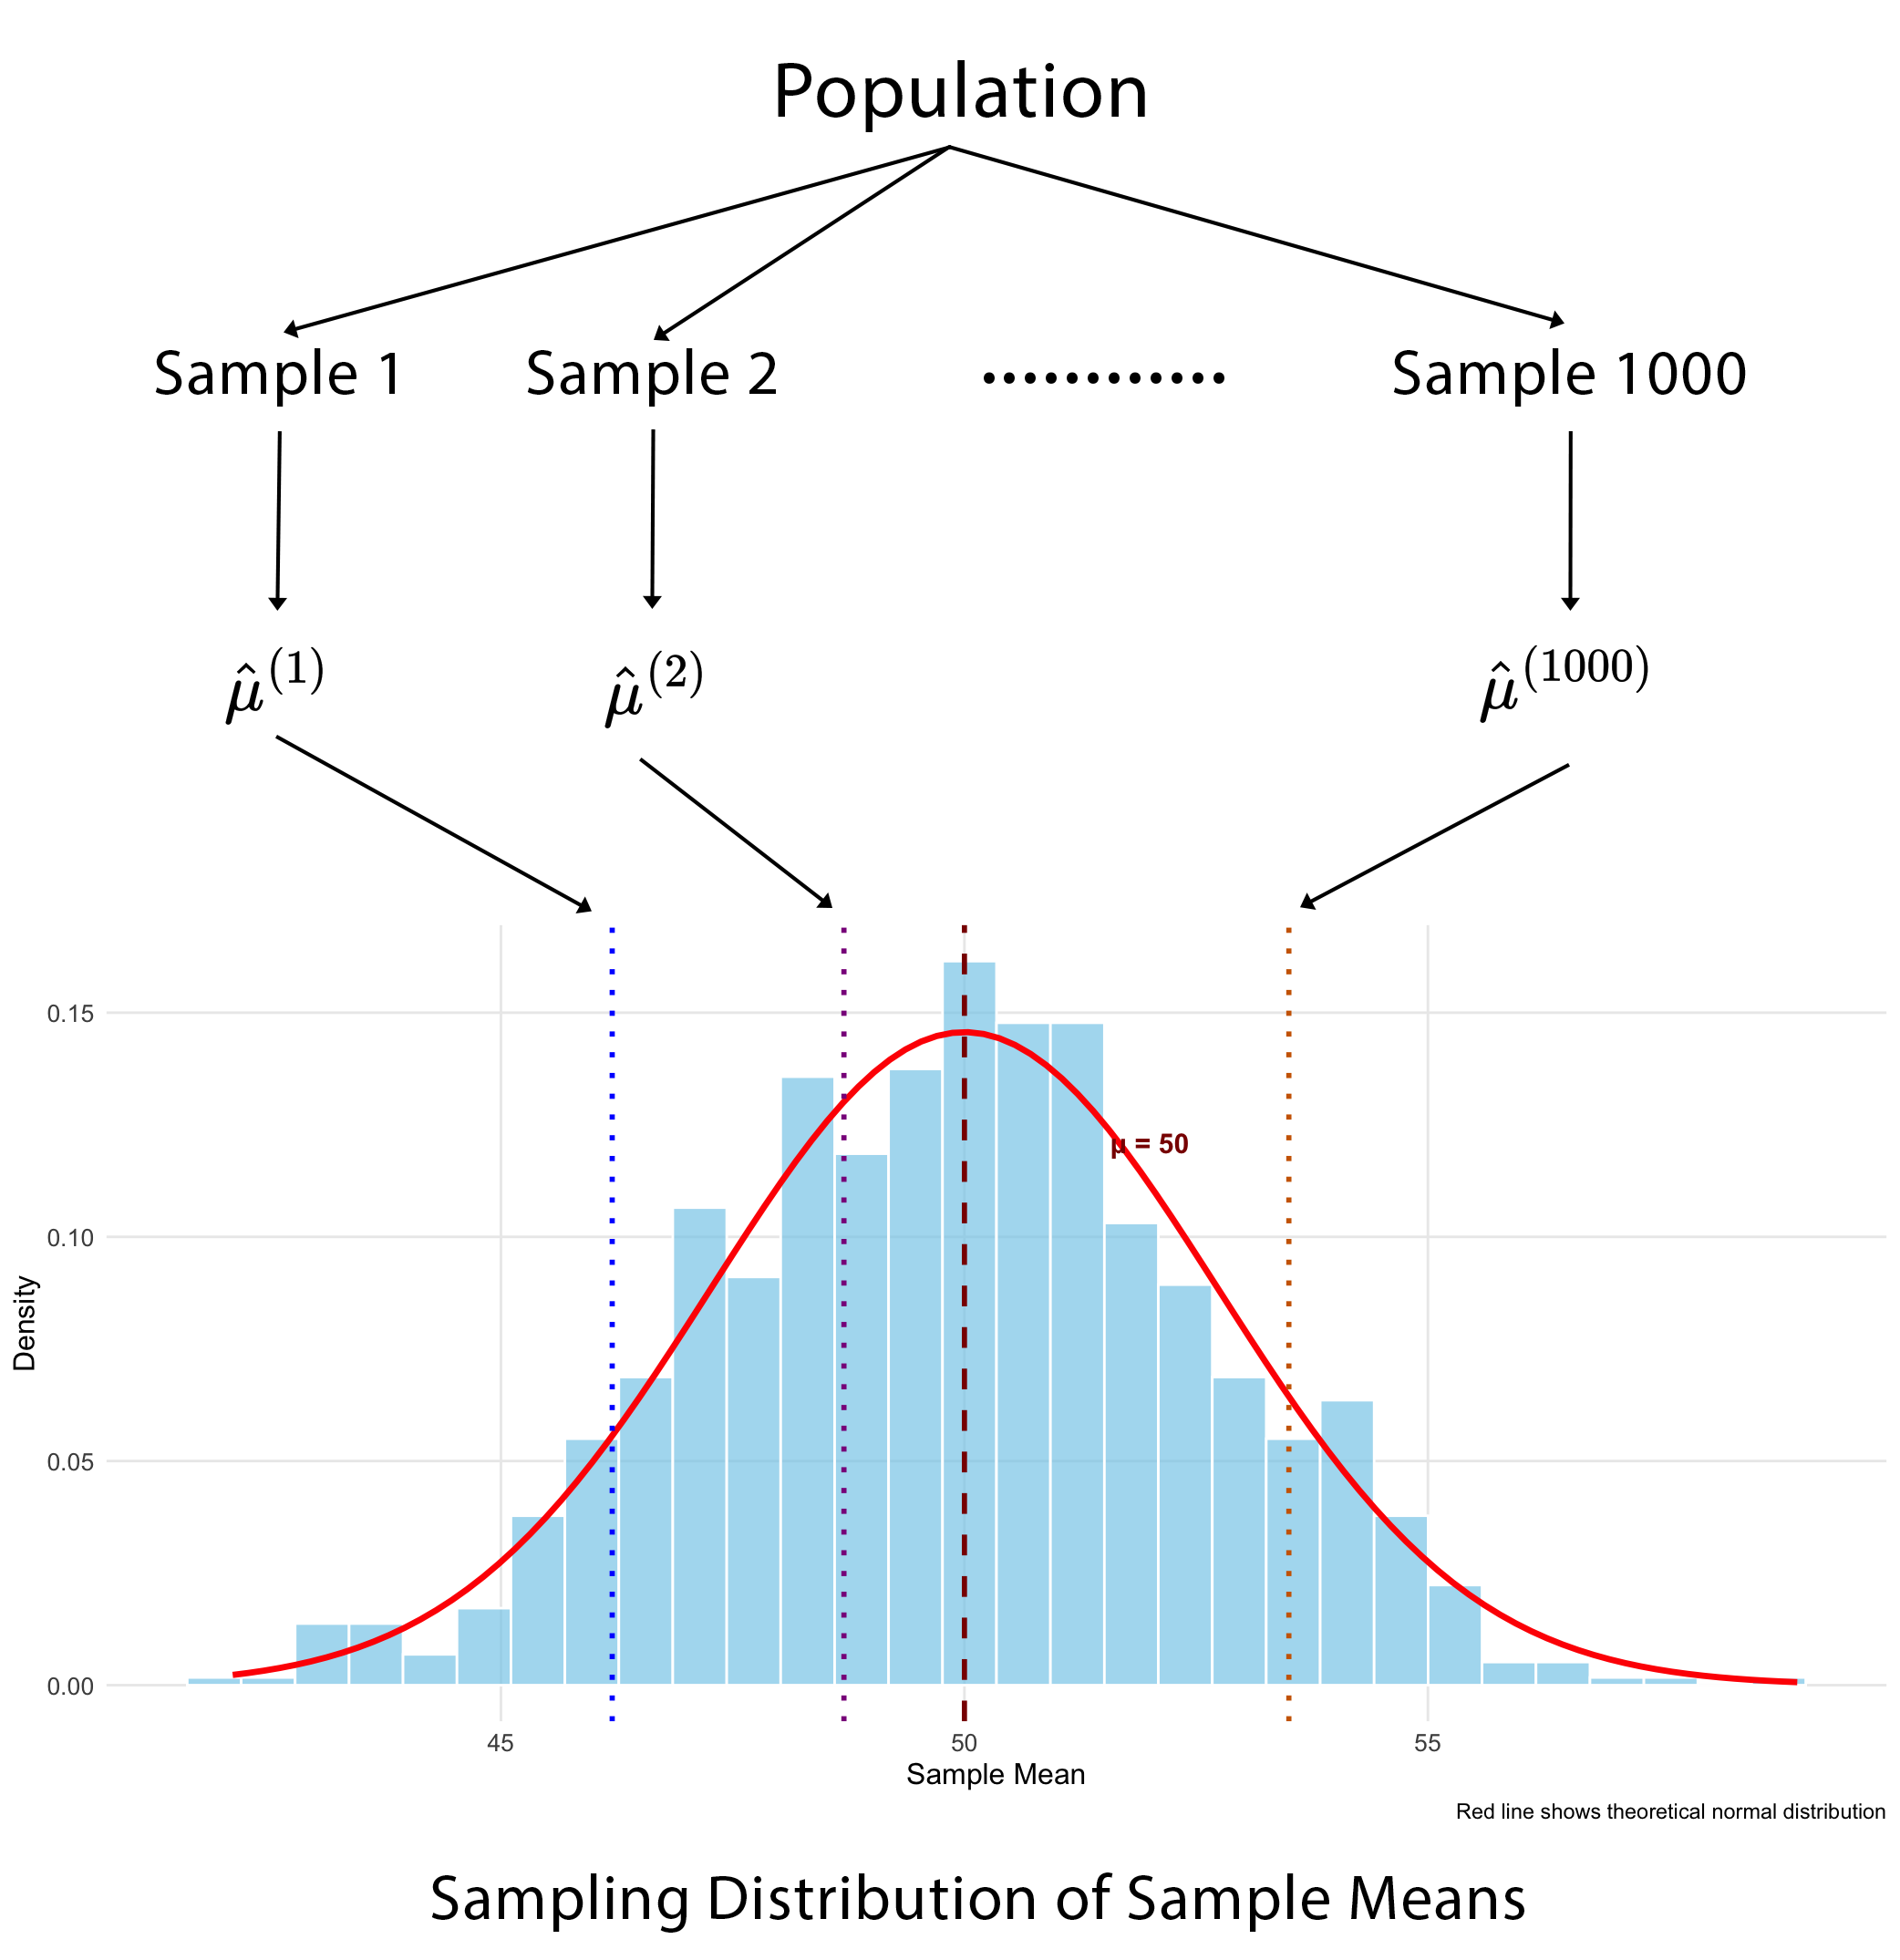 Population
Sample 1 Sample 2 ............ Sample 1000
μ̂⁽¹⁾ μ̂⁽²⁾ μ̂⁽¹⁰⁰⁰⁾
0.15
μ = 50
0.10
Density
0.05
0.00
45 50 55
Sample Mean
Red line shows theoretical normal distribution
Sampling Distribution of Sample Means